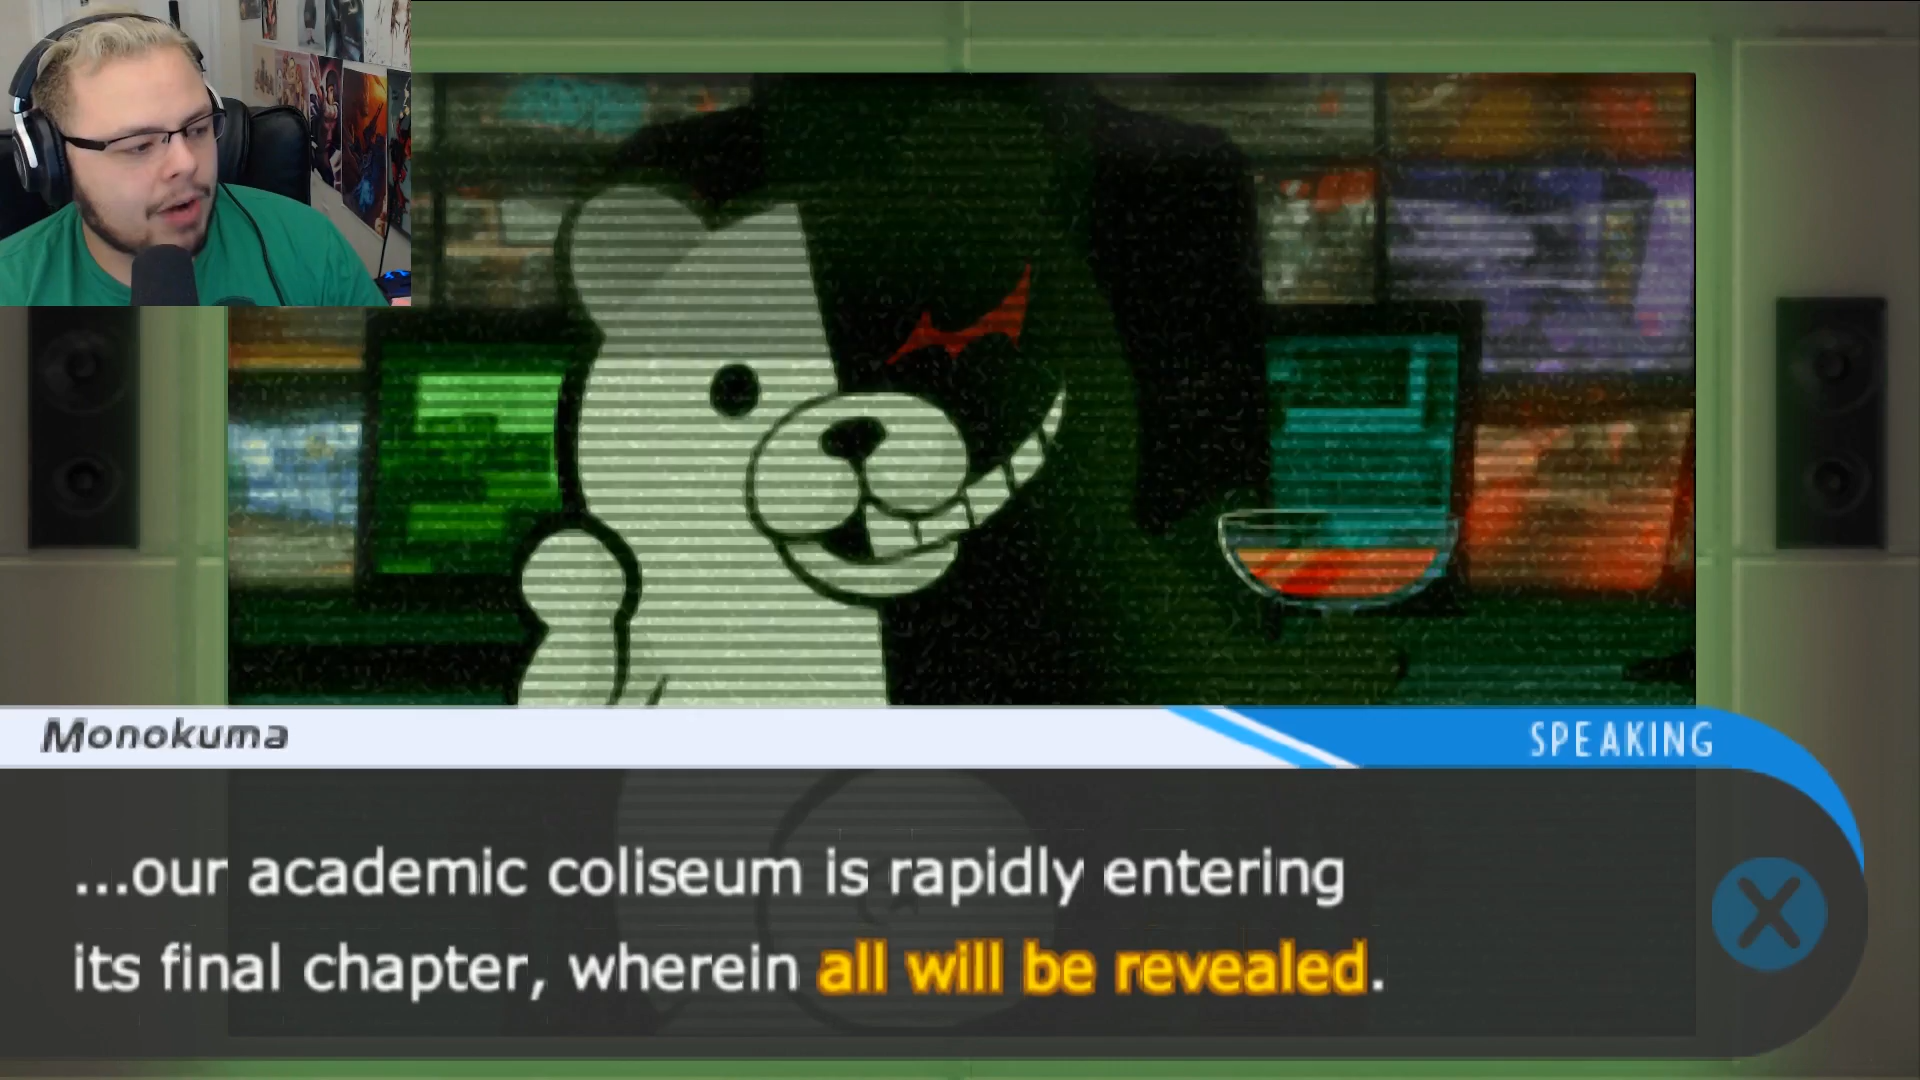 Monokuma
SPEAKING
...our academic coliseum is rapidly entering
its final chapter, wherein all will be revealed.